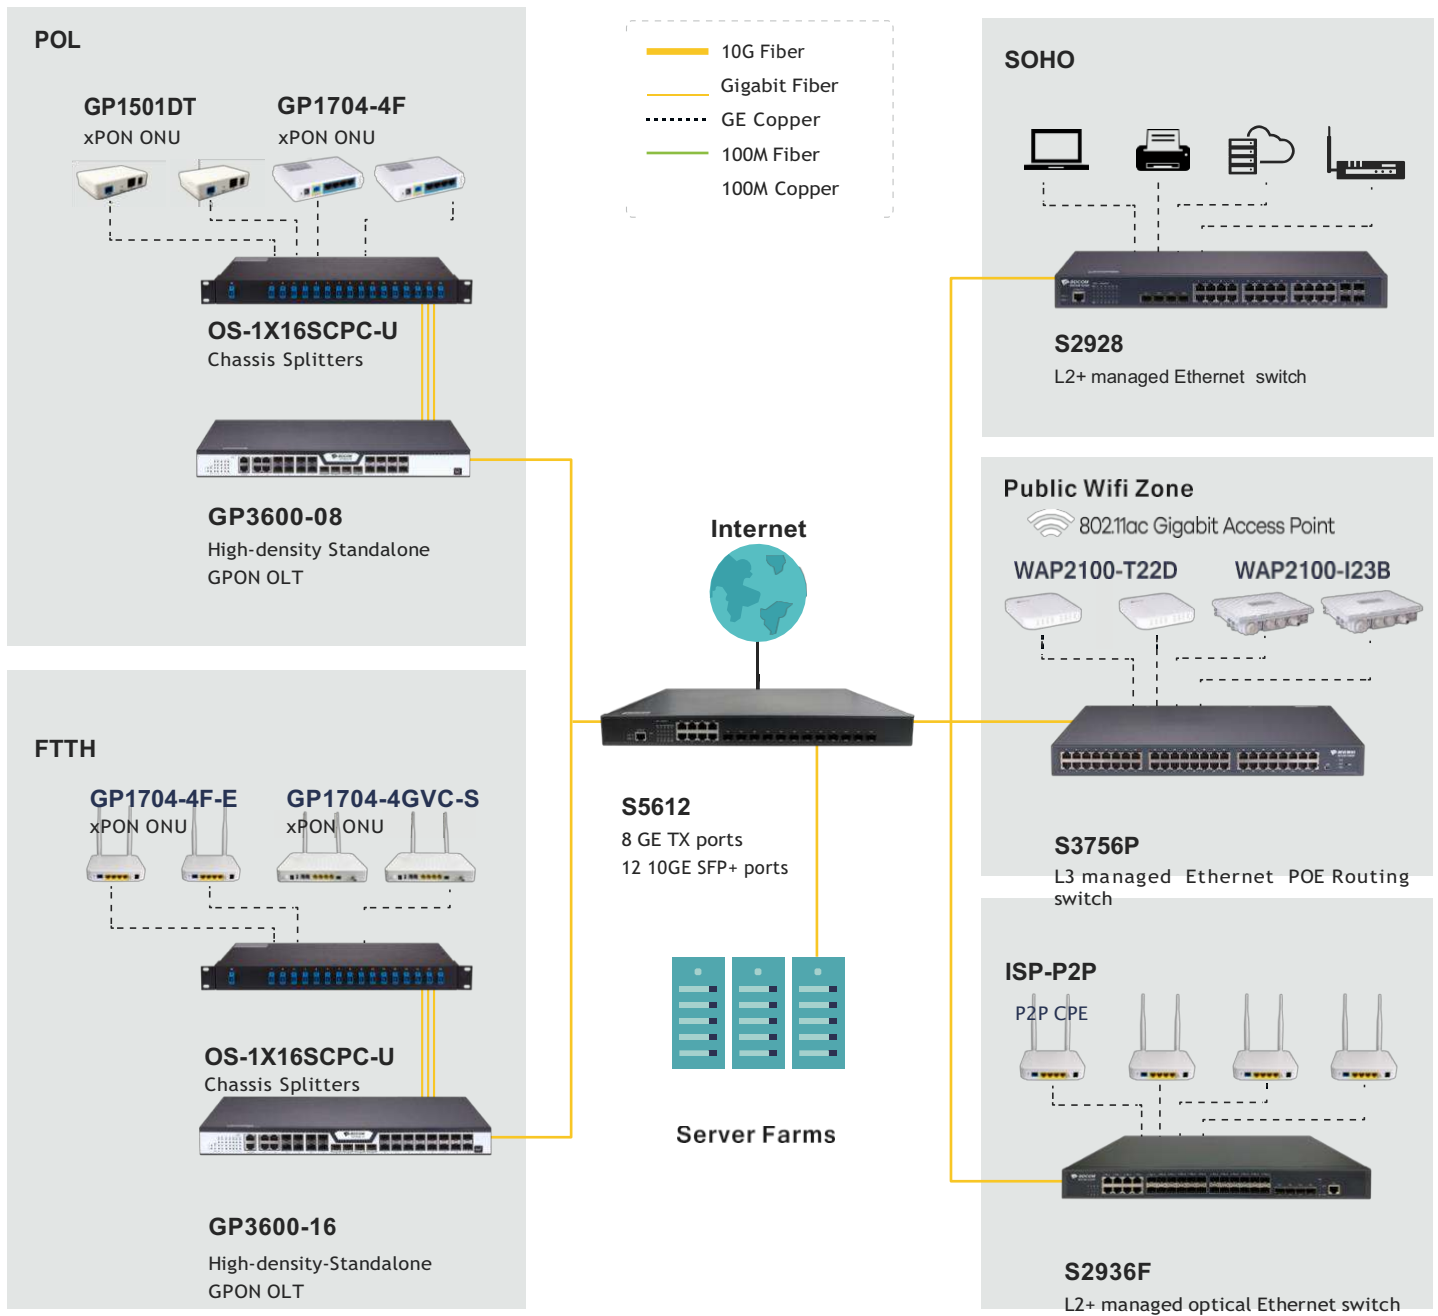 POL
GP1501DT
xPON ONU
GP1704-4F
xPON ONU
OS-1X16SCPC-U
Chassis Splitters
GP3600-08
High-density Standalone
GPON OLT
FTTH
GP1704-4F-E
xPON ONU
GP1704-4GVC-S
xPON ONU
OS-1X16SCPC-U
Chassis Splitters
GP3600-16
High-density-Standalone
GPON OLT
10G Fiber
Gigabit Fiber
GE Copper
100M Fiber
100M Copper
Internet
S5612
8 GE TX ports
12 10GE SFP+ ports
Server Farms
SOHO
S2928
L2+ managed Ethernet switch
Public Wifi Zone
802.11ac Gigabit Access Point
WAP2100-T22D
WAP2100-I23B
S3756P
L3 managed Ethernet POE Routing
switch
ISP-P2P
P2P CPE
S2936F
L2+ managed optical Ethernet switch